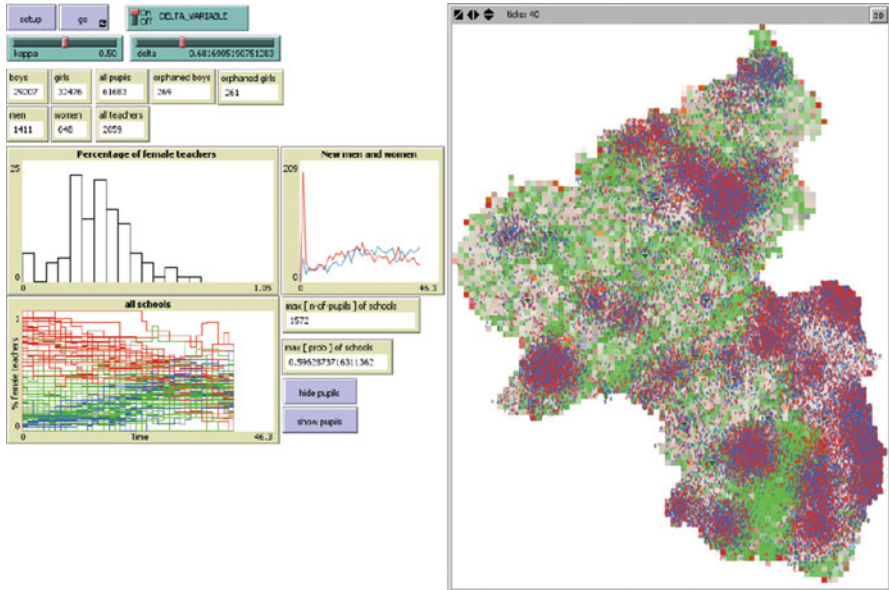 setup
go
On
Off
DELTA_VARIABLE
kappa 0.50
delta 0.6816905190751283
boys
29207
girls
32476
all pupils
61683
orphaned boys
269
orphaned girls
261
men
1411
women
648
all teachers
2059
Percentage of female teachers
25
0
0
1.05
New men and women
209
0
0
46.3
all schools
% female teachers
1
0
0
Time
46.3
max [ n-of-pupils ] of schools
1572
max [ prob ] of schools
0.5962873716311362
hide pupils
show pupils
ticks: 40
3D